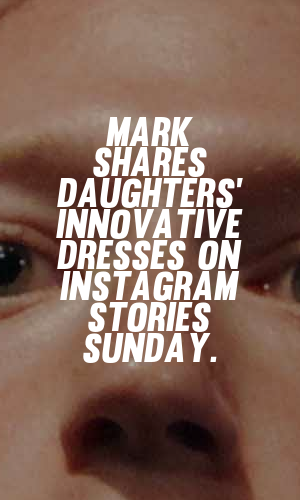 MARK
SHARES
DAUGHTERS'
INNOVATIVE
DRESSES ON
INSTAGRAM
STORIES
SUNDAY.